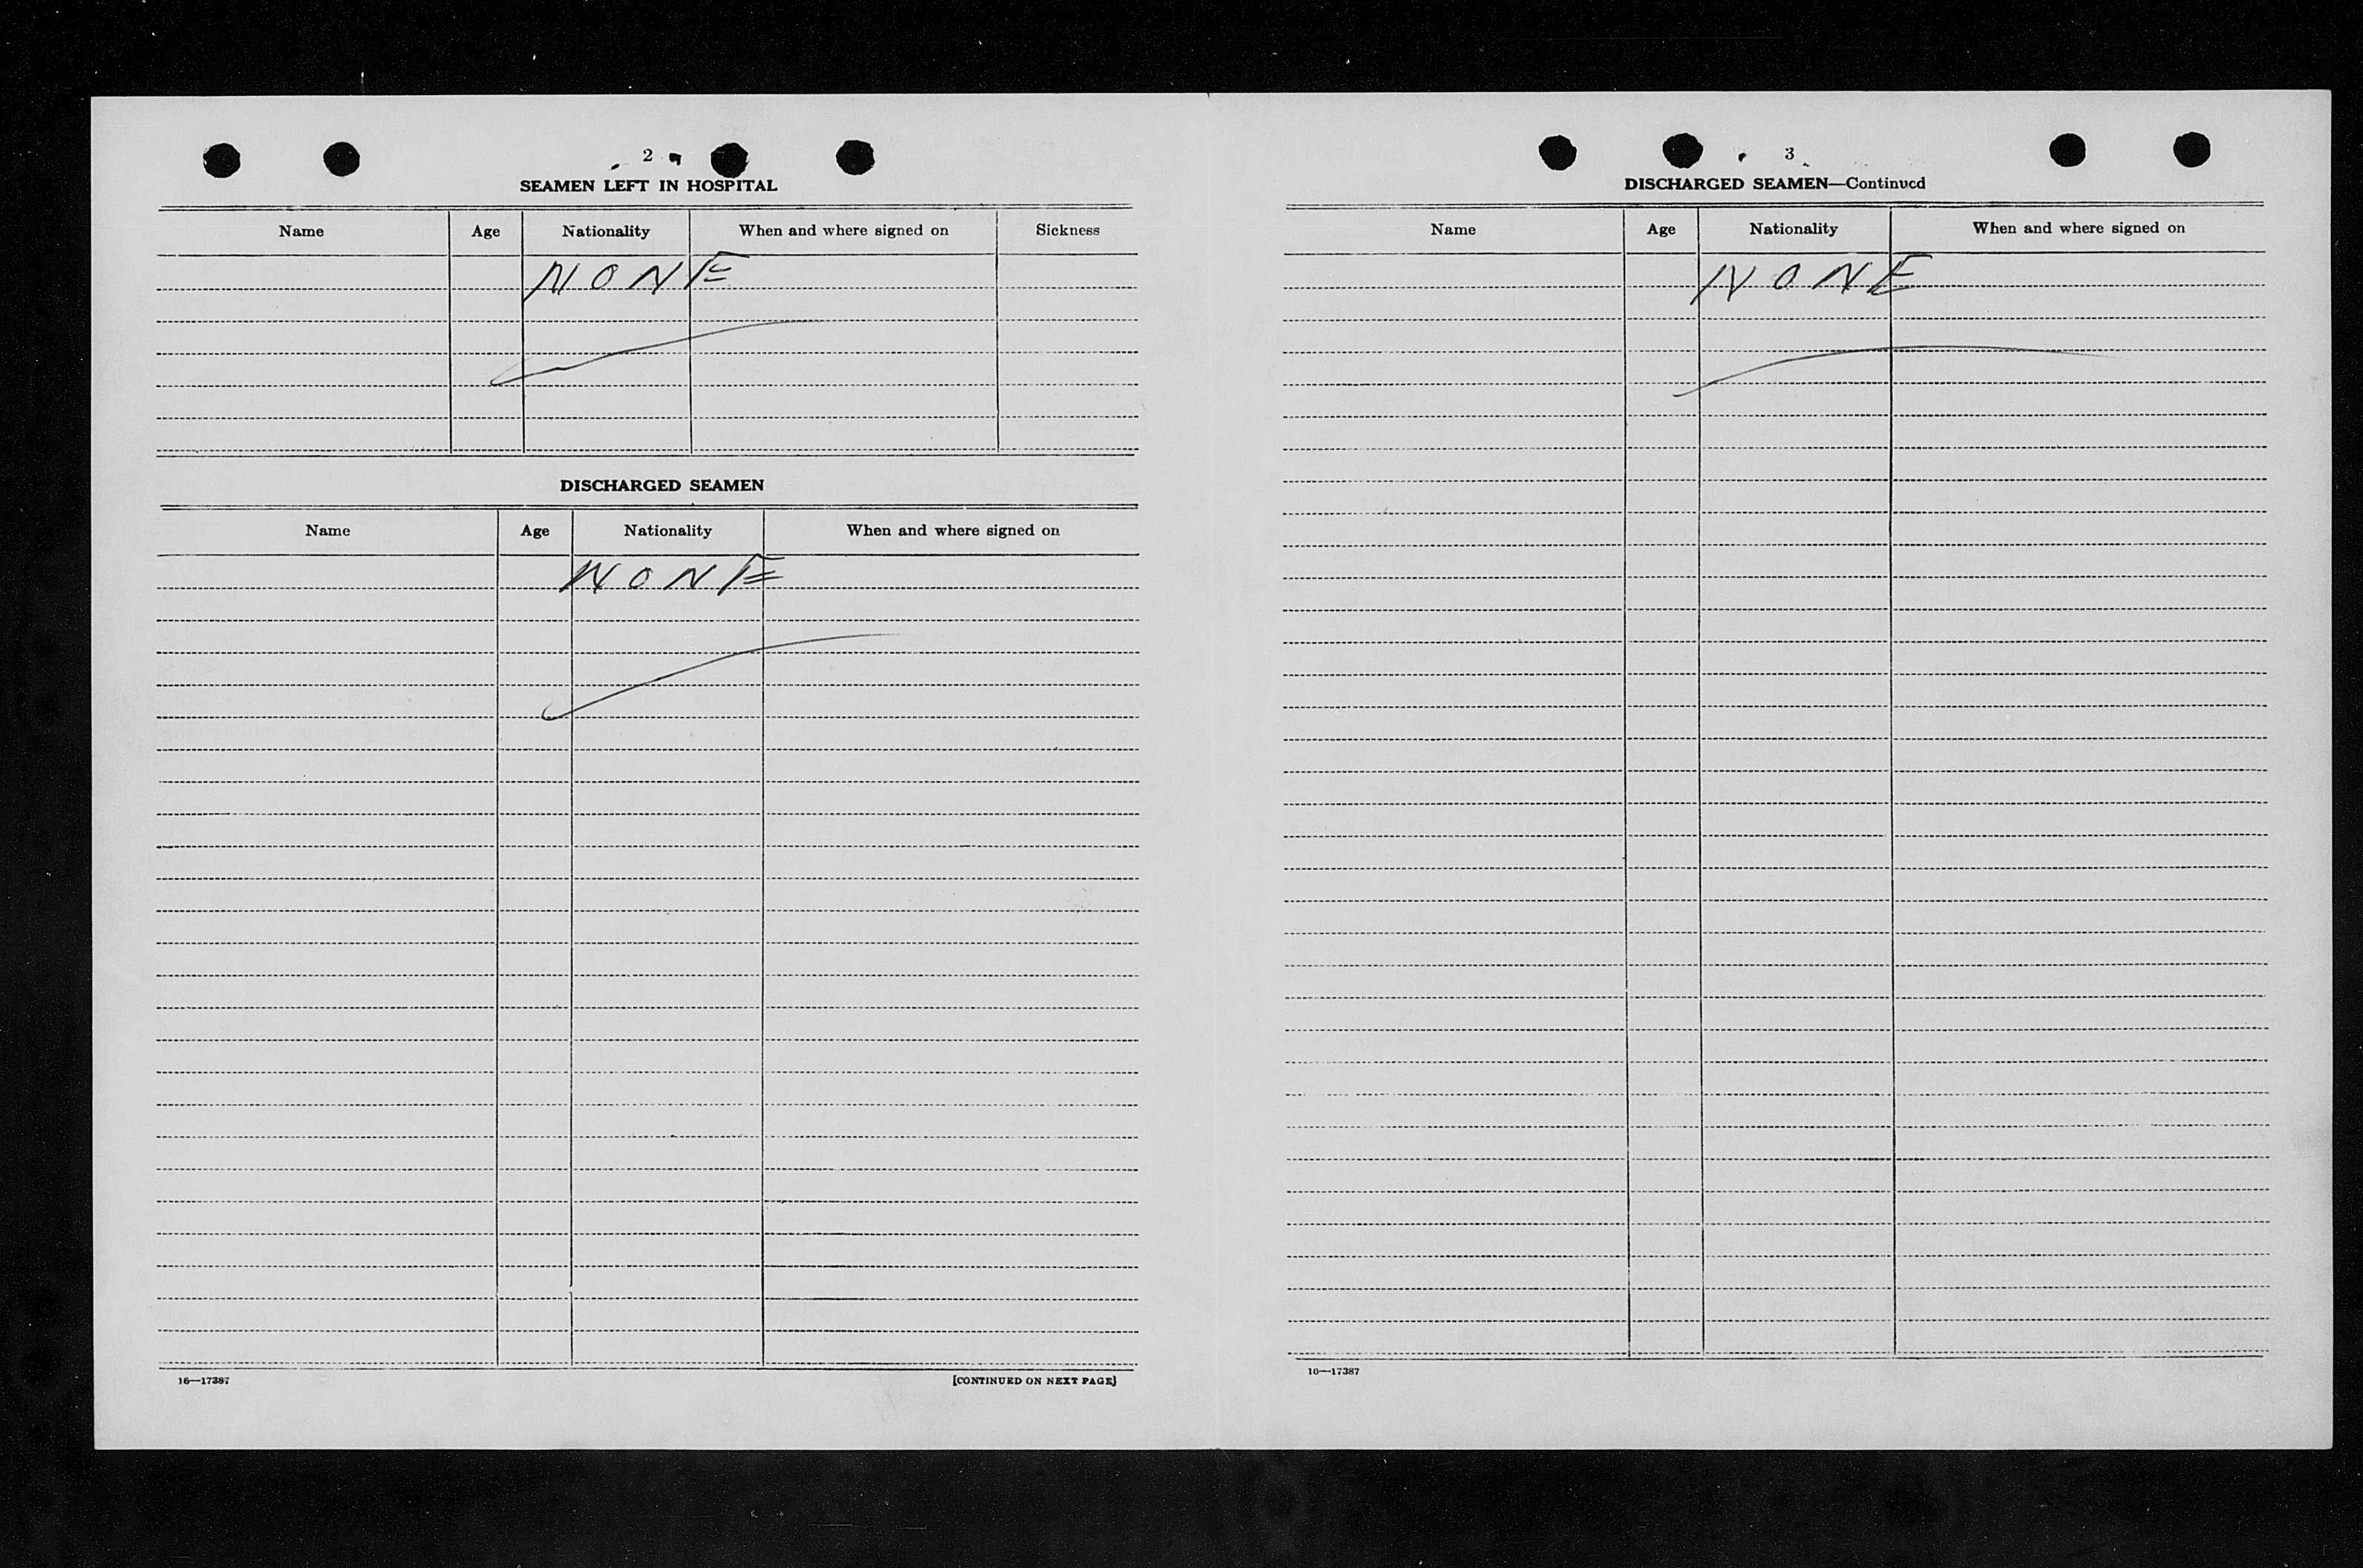 2
SEAMEN LEFT IN HOSPITAL
Name Age Nationality When and where signed on Sickness
NONE
DISCHARGED SEAMEN
Name Age Nationality When and where signed on
NONE
16—17387 [CONTINUED ON NEXT PAGE]
3
DISCHARGED SEAMEN—Continued
Name Age Nationality When and where signed on
NONE
16—17387